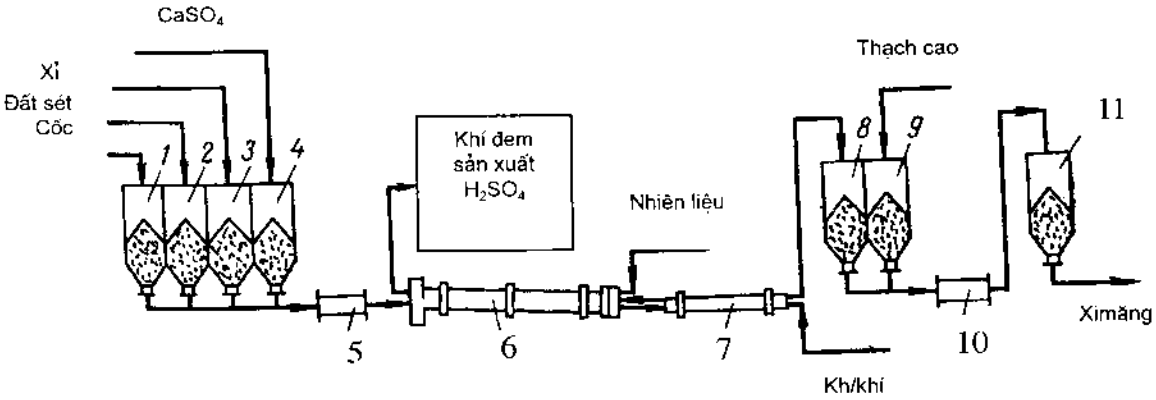 CaSO₄
Xỉ
Đất sét
Cốc
1
2
3
4
Khí đem
sản xuất
H₂SO₄
Nhiên liệu
Thạch cao
8
9
11
5
6
7
10
Ximăng
Kh/khí